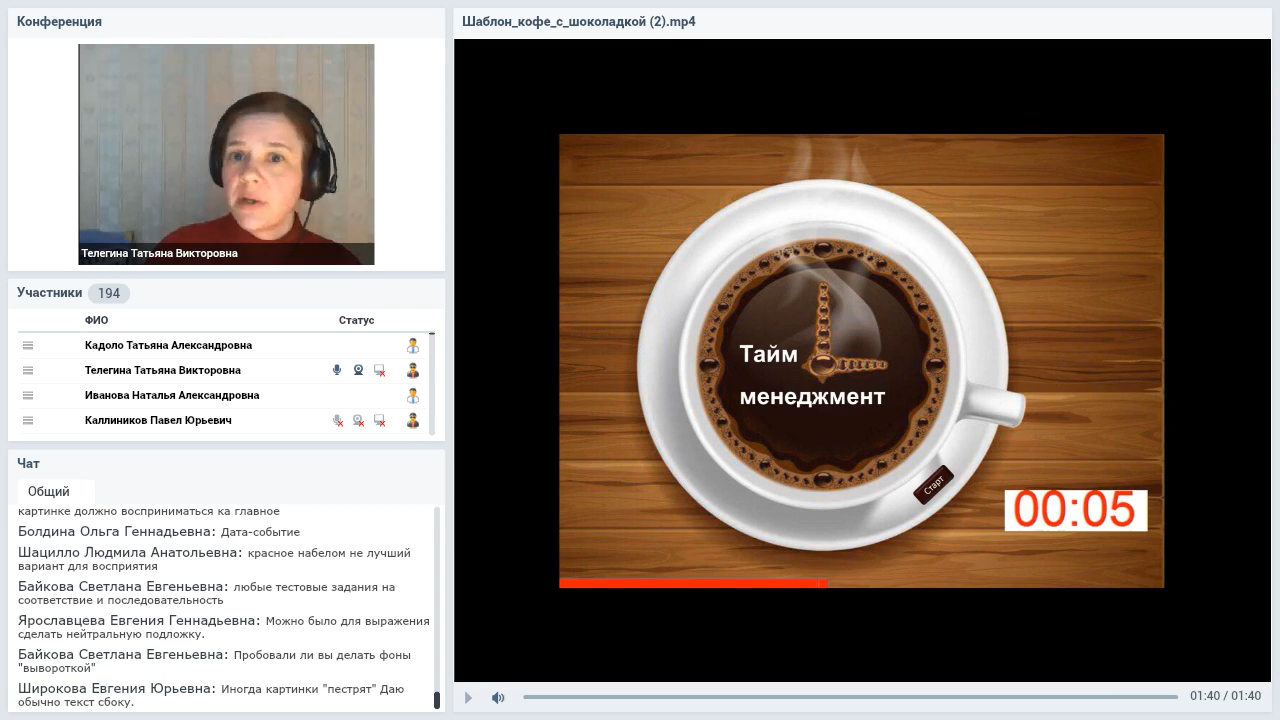 Конференция
Телегина Татьяна Викторовна
Участники 194
ФИО Статус
Кадоло Татьяна Александровна
Телегина Татьяна Викторовна
Иванова Наталья Александровна
Каллиников Павел Юрьевич
Чат
Общий
картинке должно восприниматься ка главное
Болдина Ольга Геннадьевна: Дата-событие
Шацилло Людмила Анатольевна: красное набелом не лучший
вариант для восприятия
Байкова Светлана Евгеньевна: любые тестовые задания на
соответствие и последовательность
Ярославцева Евгения Геннадьевна: Можно было для выражения
сделать нейтральную подложку.
Байкова Светлана Евгеньевна: Пробовали ли вы делать фоны
"вывороткой"
Широкова Евгения Юрьевна: Иногда картинки "пестрят" Даю
обычно текст сбоку.
Шаблон_кофе_с_шоколадкой (2).mp4
Тайм
менеджмент
Старт
00:05
01:40 / 01:40